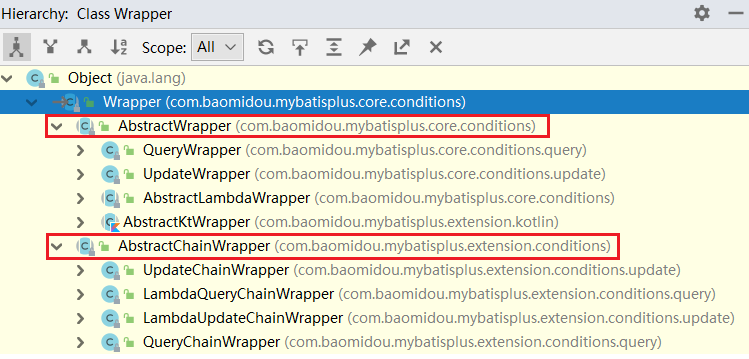 Hierarchy: Class Wrapper
Scope: All
Object (java.lang)
Wrapper (com.baomidou.mybatisplus.core.conditions)
AbstractWrapper (com.baomidou.mybatisplus.core.conditions)
QueryWrapper (com.baomidou.mybatisplus.core.conditions.query)
UpdateWrapper (com.baomidou.mybatisplus.core.conditions.update)
AbstractLambdaWrapper (com.baomidou.mybatisplus.core.conditions)
AbstractKtWrapper (com.baomidou.mybatisplus.extension.kotlin)
AbstractChainWrapper (com.baomidou.mybatisplus.extension.conditions)
UpdateChainWrapper (com.baomidou.mybatisplus.extension.conditions.update)
LambdaQueryChainWrapper (com.baomidou.mybatisplus.extension.conditions.query)
LambdaUpdateChainWrapper (com.baomidou.mybatisplus.extension.conditions.update)
QueryChainWrapper (com.baomidou.mybatisplus.extension.conditions.query)